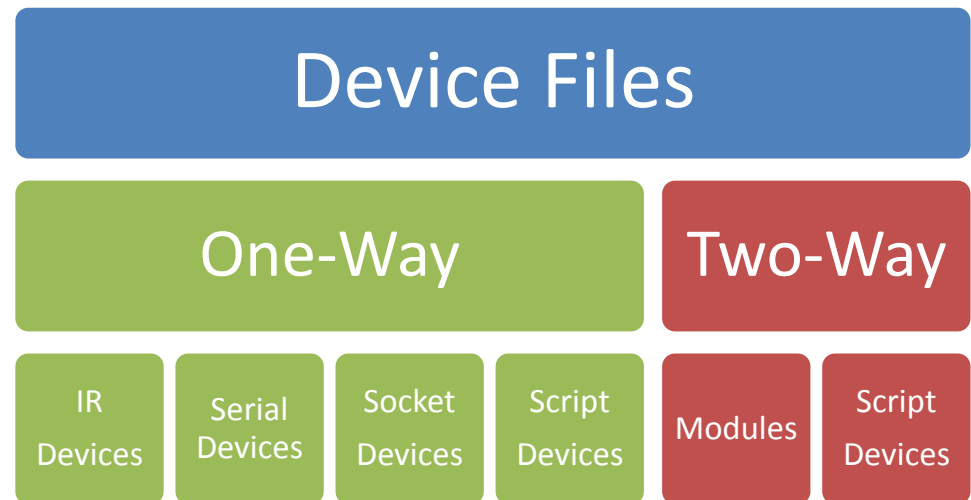 Device Files
One-Way
Two-Way
IR
Devices
Serial
Devices
Socket
Devices
Script
Devices
Modules
Script
Devices